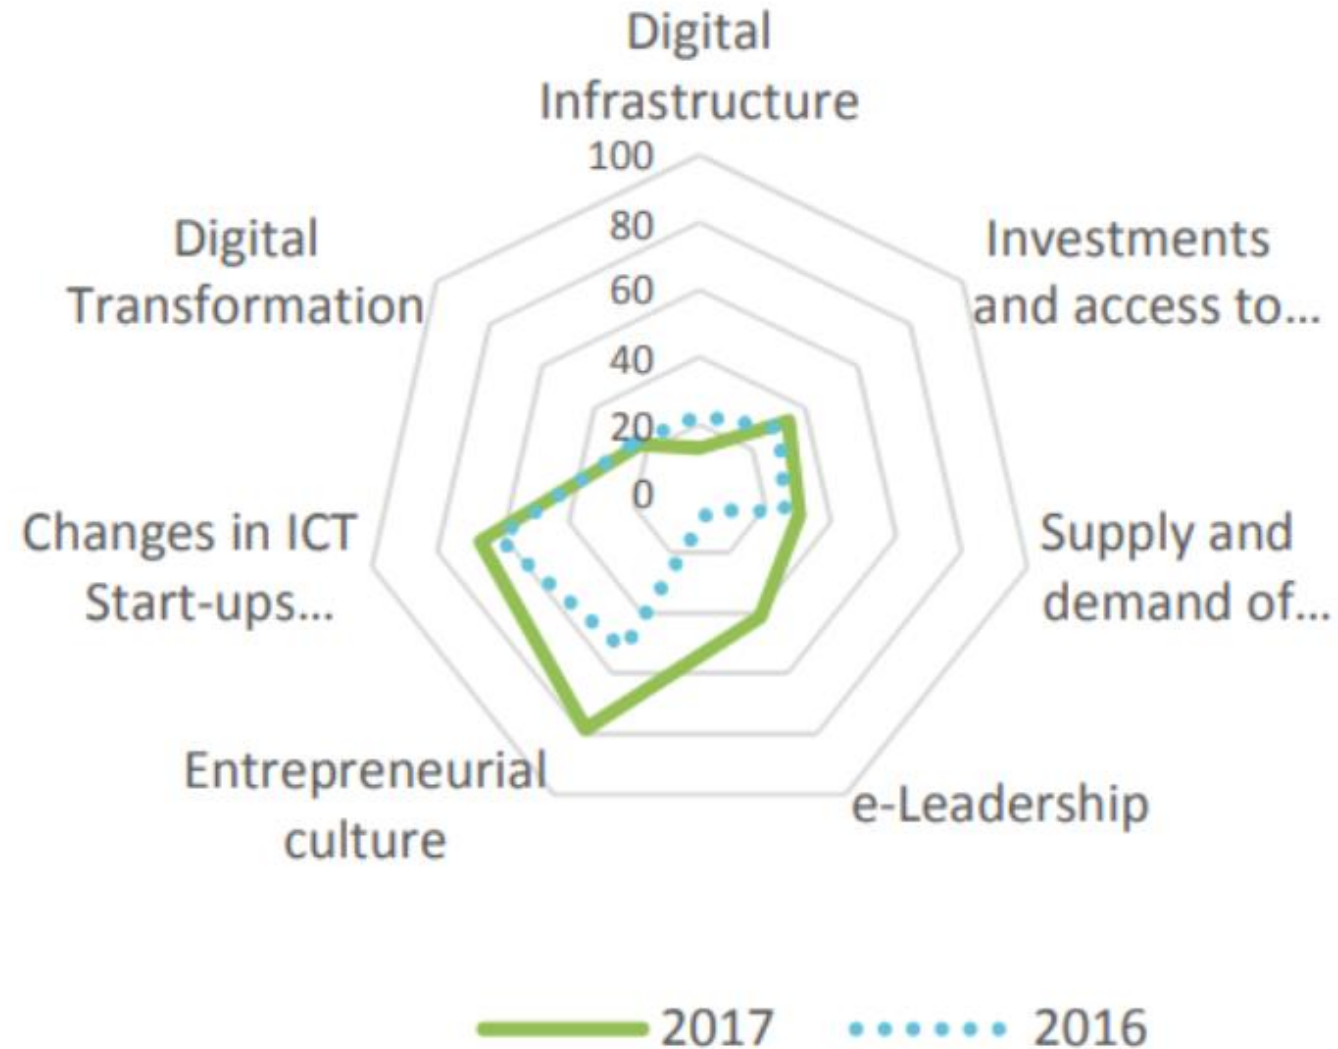 Digital
Infrastructure
100
80
60
40
20
0
Investments
and access to...
Supply and
demand of...
e-Leadership
Entrepreneurial
culture
Changes in ICT
Start-ups...
Digital
Transformation
2017
2016